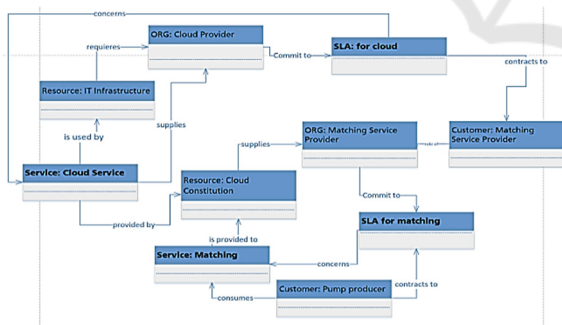 concerns
ORG: Cloud Provider
requieres
Commit to
SLA: for cloud
contracts to
Resource: IT Infrastructure
is used by
supplies
ORG: Matching Service
Provider
Customer: Matching
Service Provider
supplies
Service: Cloud Service
Resource: Cloud
Constitution
provided by
Commit to
SLA for matching
is provided to
Service: Matching
concerns
contracts to
Customer: Pump producer
consumes